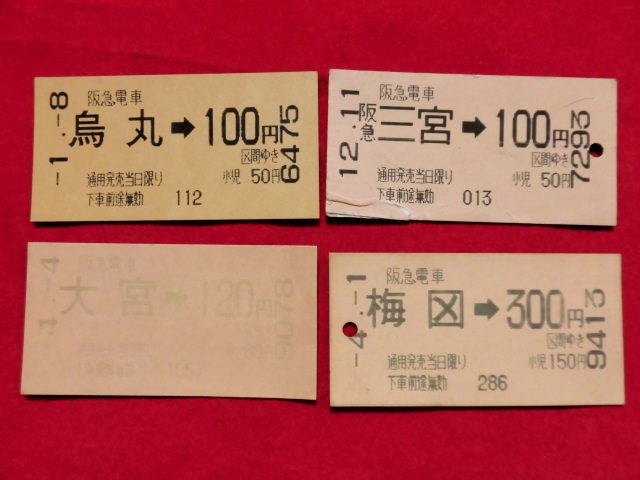 阪急電車
1.-8
烏丸➡100円
区間ゆき
通用発売当日限り
小児 50円
下車前途無効 112
6475
阪急電車
12.11
阪急三宮➡100円
区間ゆき
通用発売当日限り
小児 50円
下車前途無効 013
7293
阪急電車
4.-4
大宮➡120円
阪急電車
-4.-1
梅図➡300円
区間ゆき
通用発売当日限り
小児150円
下車前途無効 286
9413